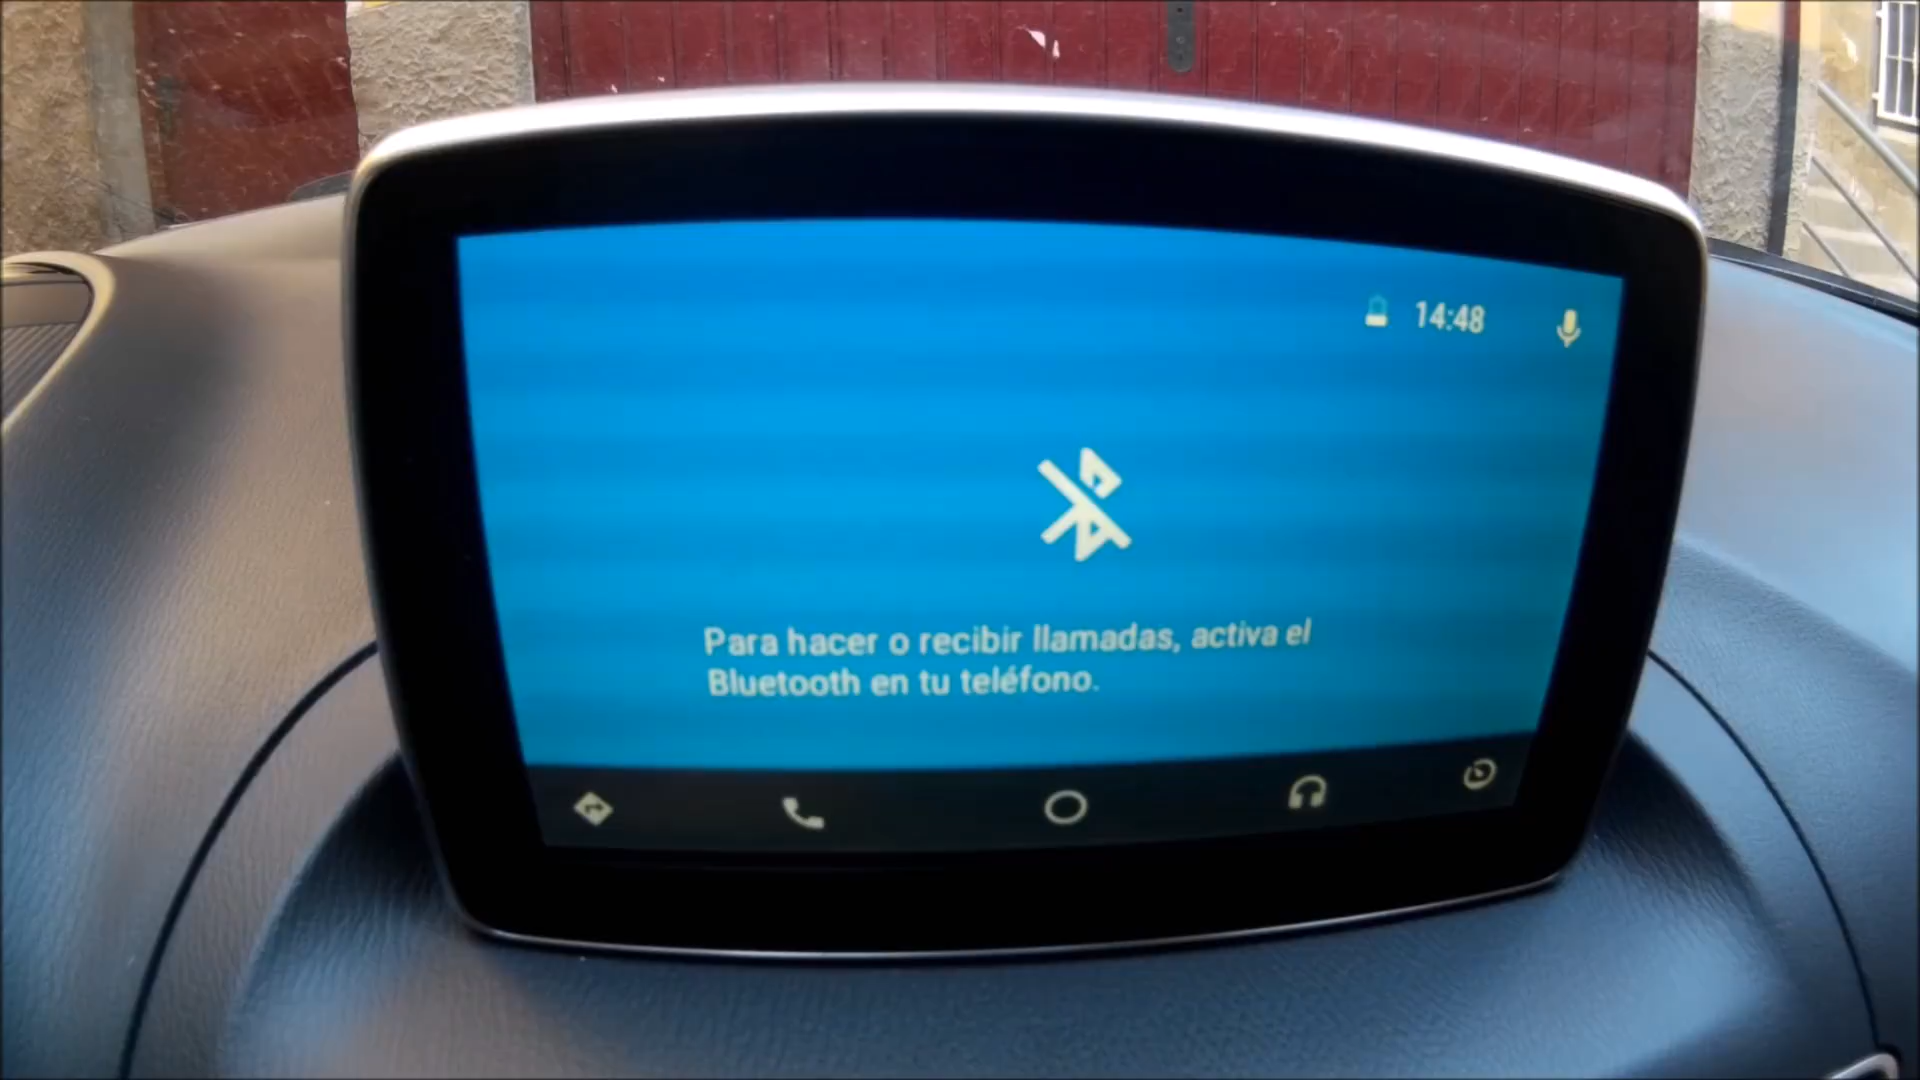 14:48
Para hacer o recibir llamadas, activa el
Bluetooth en tu teléfono.